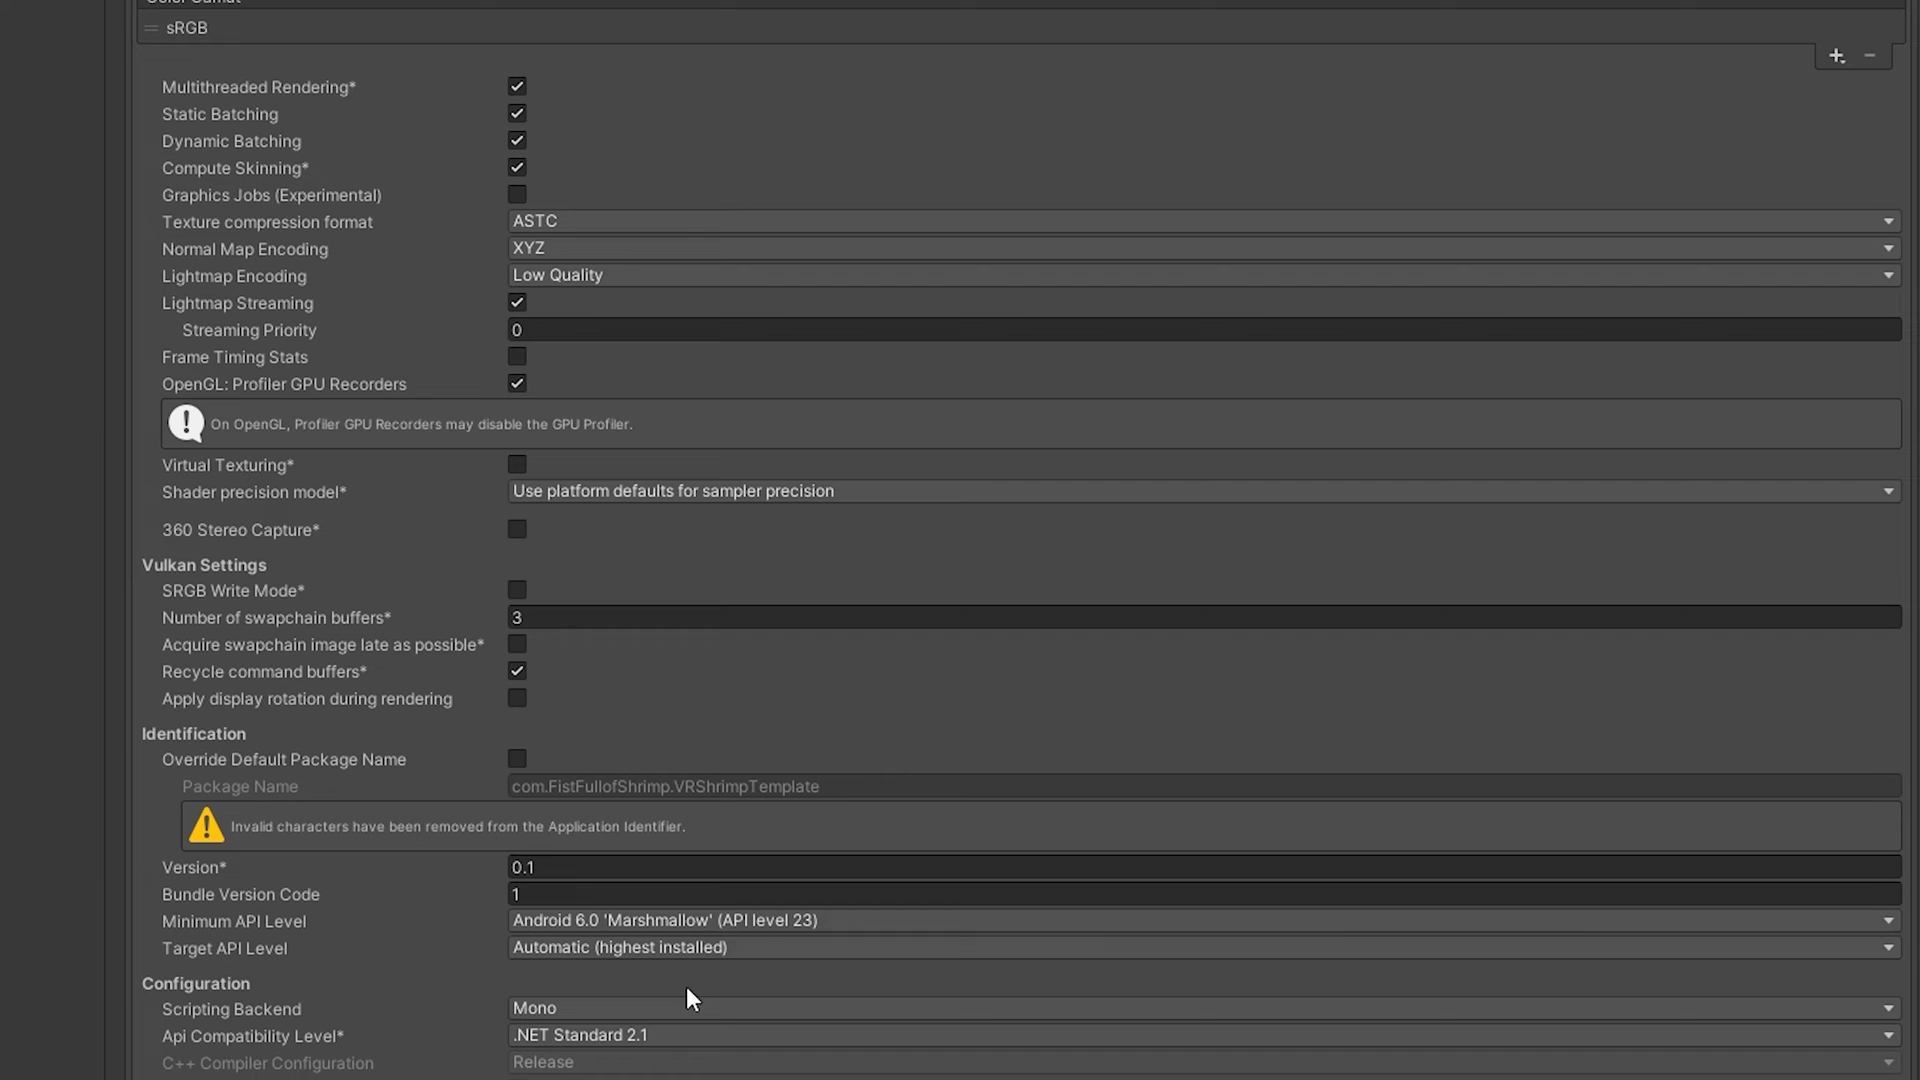 Color Gamut
sRGB
Multithreaded Rendering*
Static Batching
Dynamic Batching
Compute Skinning*
Graphics Jobs (Experimental)
Texture compression format ASTC
Normal Map Encoding XYZ
Lightmap Encoding Low Quality
Lightmap Streaming
Streaming Priority 0
Frame Timing Stats
OpenGL: Profiler GPU Recorders
On OpenGL, Profiler GPU Recorders may disable the GPU Profiler.
Virtual Texturing*
Shader precision model* Use platform defaults for sampler precision
360 Stereo Capture*
Vulkan Settings
SRGB Write Mode*
Number of swapchain buffers* 3
Acquire swapchain image late as possible*
Recycle command buffers*
Apply display rotation during rendering
Identification
Override Default Package Name
Package Name com.FistFullofShrimp.VRShrimpTemplate
Invalid characters have been removed from the Application Identifier.
Version* 0.1
Bundle Version Code 1
Minimum API Level Android 6.0 'Marshmallow' (API level 23)
Target API Level Automatic (highest installed)
Configuration
Scripting Backend Mono
Api Compatibility Level* .NET Standard 2.1
C++ Compiler Configuration Release